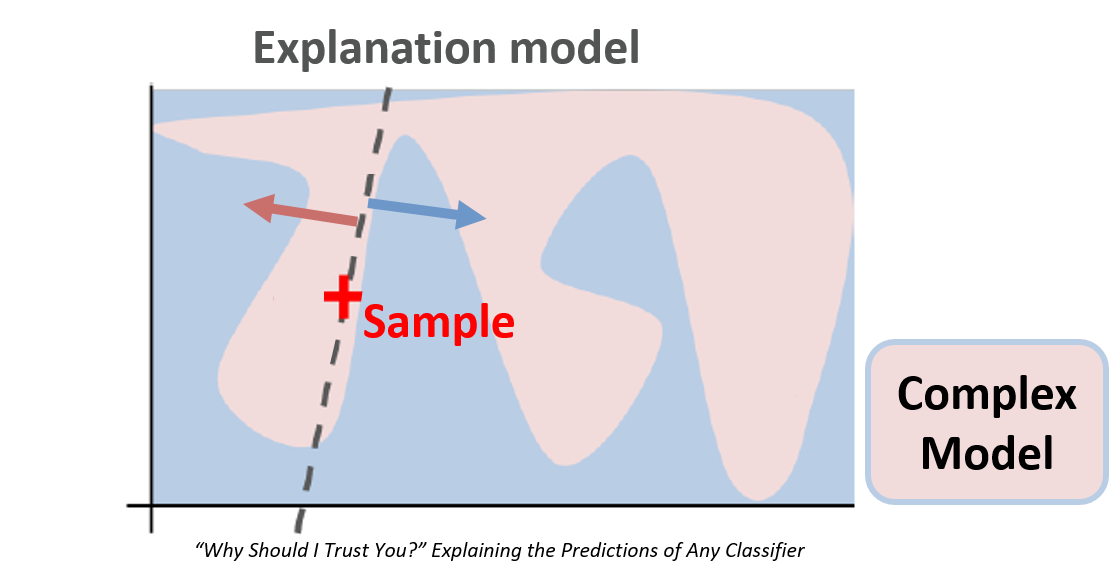 Explanation model
Sample
Complex
Model
“Why Should I Trust You?” Explaining the Predictions of Any Classifier